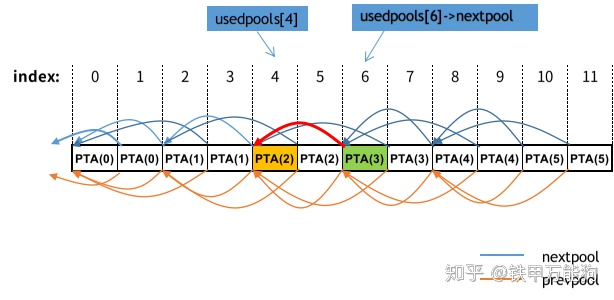 usedpools[4]
usedpools[6]->nextpool
index: 0 1 2 3 4 5 6 7 8 9 10 11
PTA(0) PTA(0) PTA(1) PTA(1) PTA(2) PTA(2) PTA(3) PTA(3) PTA(4) PTA(4) PTA(5) PTA(5)
nextpool
知乎 @铁甲万能狗
prevpool